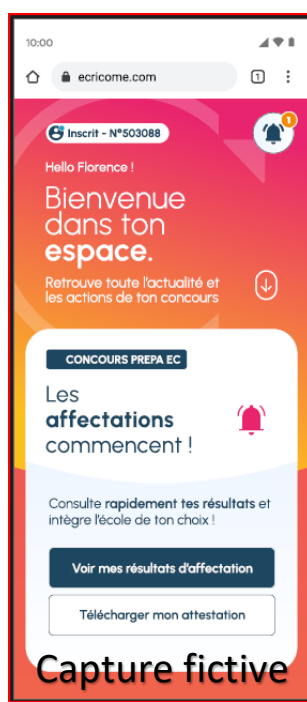 10:00
ecricome.com
1
Inscrit - N°503088
1
Hello Florence !
Bienvenue
dans ton
espace.
Retrouve toute l'actualité et
les actions de ton concours
CONCOURS PREPA EC
Les
affectations
commencent !
Consulte rapidement tes résultats et
intègre l'école de ton choix !
Voir mes résultats d'affectation
Télécharger mon attestation
Capture fictive